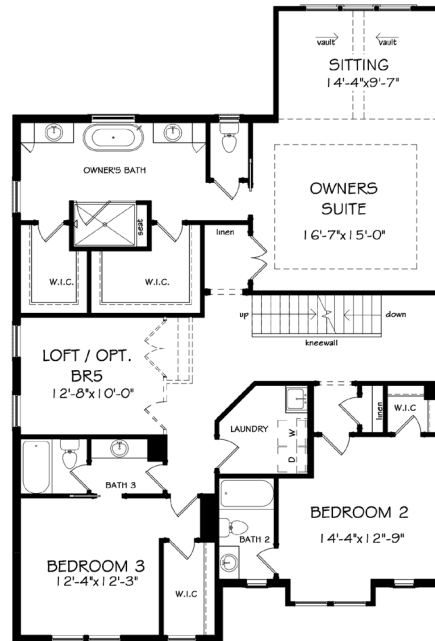 vault vault
SITTING
14'-4"x9'-7"
OWNER'S BATH
OWNERS
SUITE
16'-7"x15'-0"
seat
linen
W.I.C.
W.I.C.
up
down
kneewall
LOFT / OPT.
BR5
12'-8"x10'-0"
linen
W.I.C
LAUNDRY
W
D
BATH 3
BEDROOM 2
14'-4"x12'-9"
BATH 2
BEDROOM 3
12'-4"x12'-3"
W.I.C